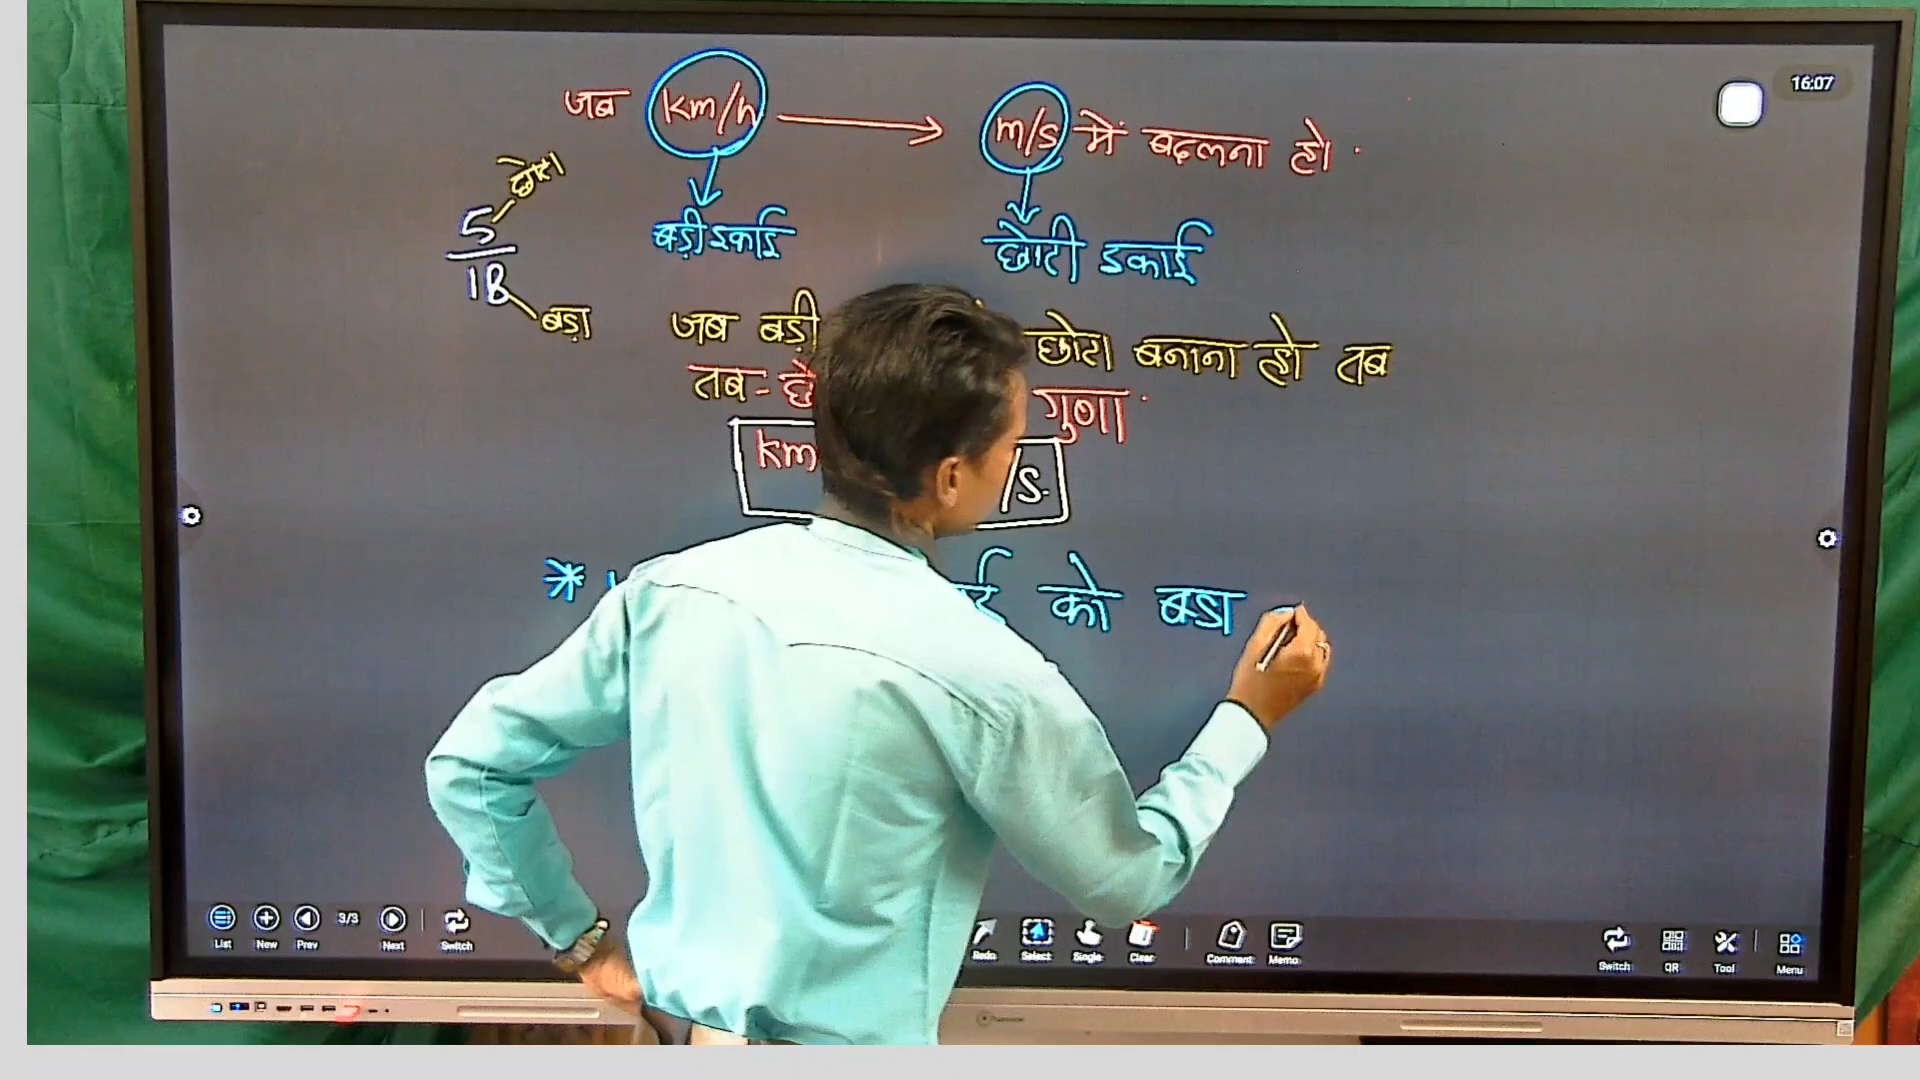 16:07
जब km/h → m/s में बदलना हो।
छोटा
5/18
बड़ा
बड़ी इकाई
छोटी इकाई
जब बड़ी छोटा बनाना हो तब
तब = गुणा
km /s
* को बड़ा
3/3
List New Prev Next Switch Redo Select Single Clear Comment Memo Switch QR Tool Menu